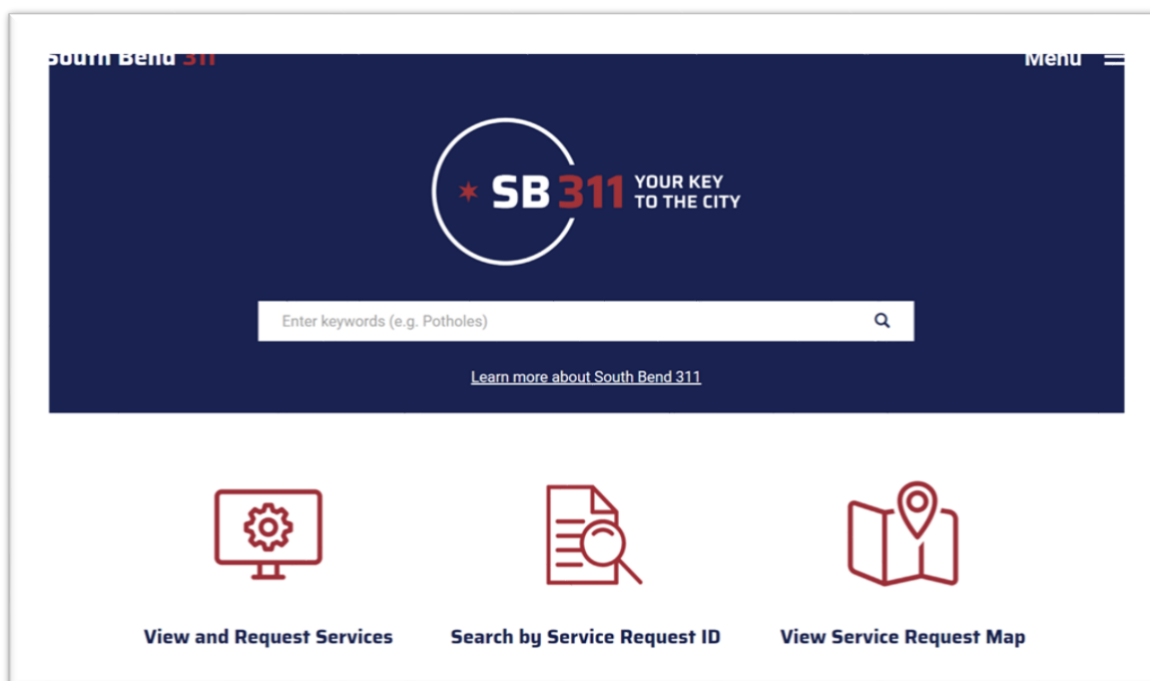 South Bend 311
Menu
SB 311 YOUR KEY
TO THE CITY
Enter keywords (e.g. Potholes)
Learn more about South Bend 311
View and Request Services
Search by Service Request ID
View Service Request Map